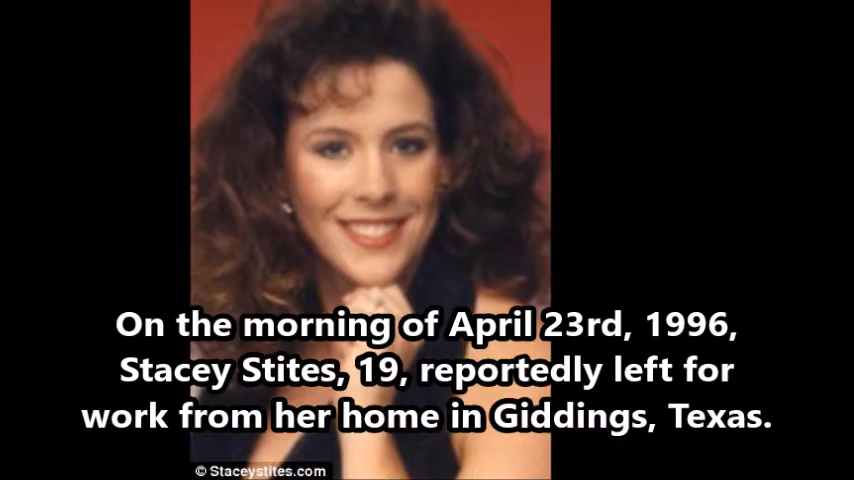 On the morning of April 23rd, 1996,
Stacey Stites, 19, reportedly left for
work from her home in Giddings, Texas.
© Staceystites.com